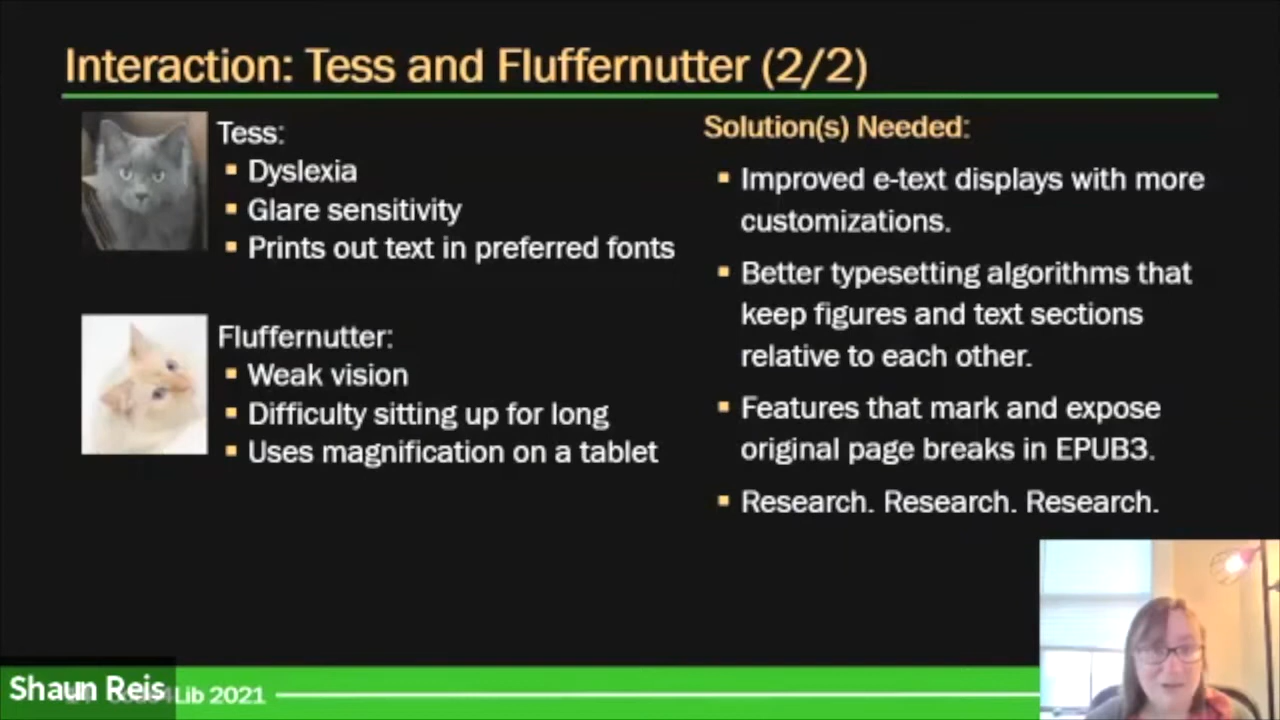 Interaction: Tess and Fluffernutter (2/2)
Tess:
▪ Dyslexia
▪ Glare sensitivity
▪ Prints out text in preferred fonts
Fluffernutter:
▪ Weak vision
▪ Difficulty sitting up for long
▪ Uses magnification on a tablet
Solution(s) Needed:
▪ Improved e-text displays with more
customizations.
▪ Better typesetting algorithms that
keep figures and text sections
relative to each other.
▪ Features that mark and expose
original page breaks in EPUB3.
▪ Research. Research. Research.
Shaun Reis
2021